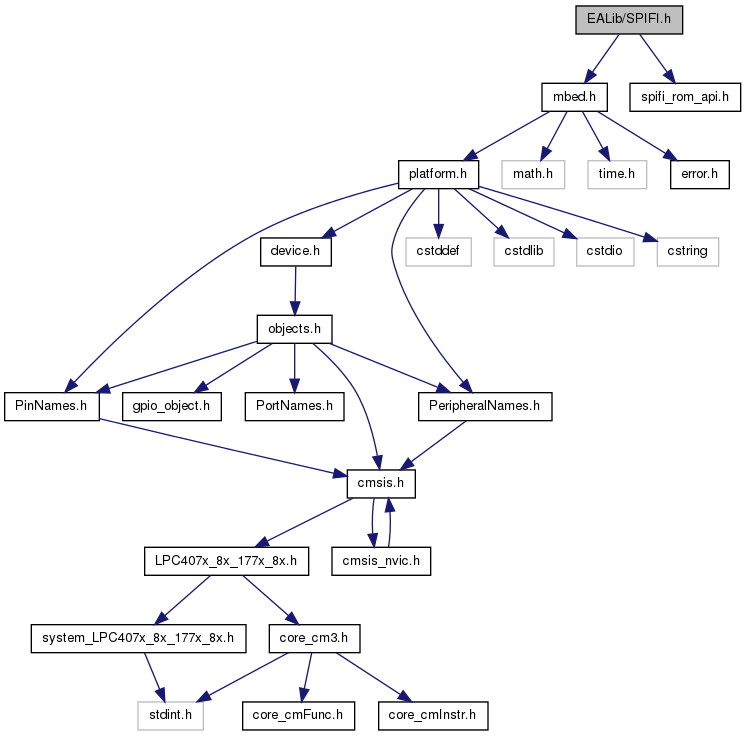 EALib/SPIFI.h
mbed.h
spifi_rom_api.h
platform.h
math.h
time.h
error.h
device.h
cstddef
cstdlib
cstdio
cstring
objects.h
PinNames.h
gpio_object.h
PortNames.h
PeripheralNames.h
cmsis.h
LPC407x_8x_177x_8x.h
cmsis_nvic.h
system_LPC407x_8x_177x_8x.h
core_cm3.h
stdint.h
core_cmFunc.h
core_cmInstr.h